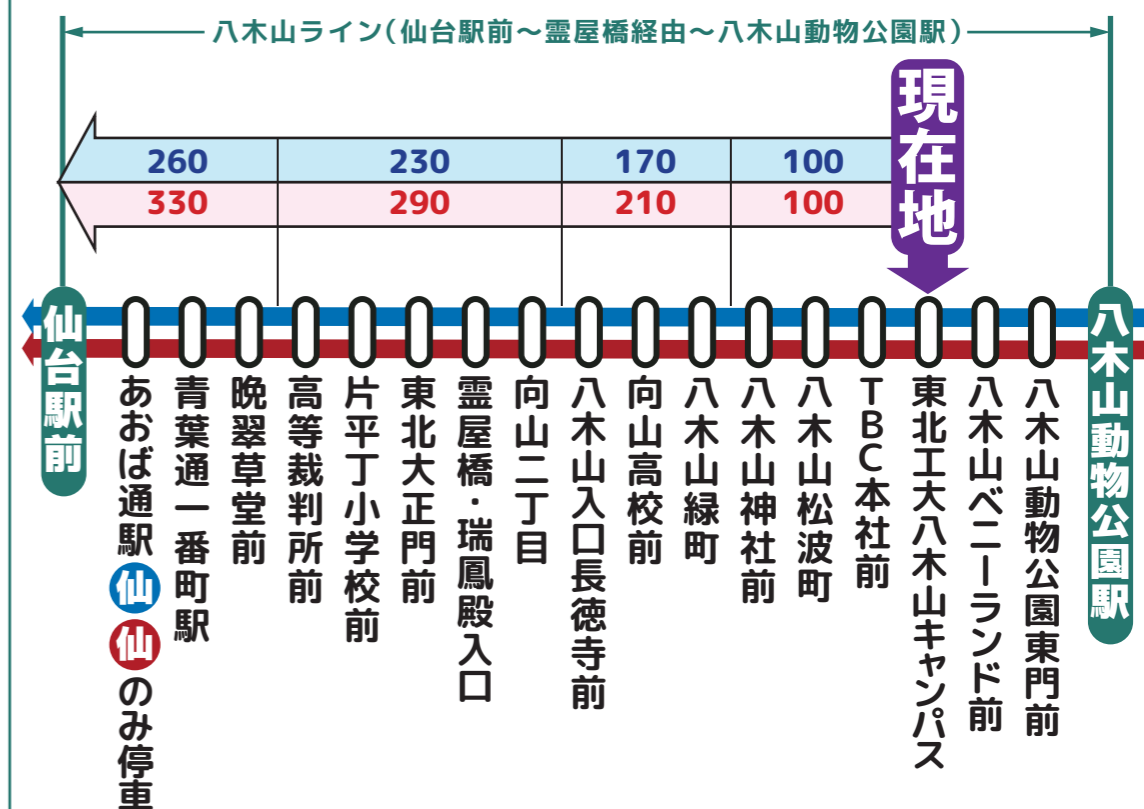 八木山ライン(仙台駅前〜霊屋橋経由〜八木山動物公園駅)
現在地
260 230 170 100
330 290 210 100
仙台駅前
あおば通駅 仙 仙 のみ停車
青葉通一番町駅
晩翠草堂前
高等裁判所前
片平丁小学校前
東北大正門前
霊屋橋・瑞鳳殿入口
向山二丁目
八木山入口長徳寺前
向山高校前
八木山緑町
八木山神社前
八木山松波町
TBC本社前
東北工大八木山キャンパス
八木山ベニーランド前
八木山動物公園東門前
八木山動物公園駅